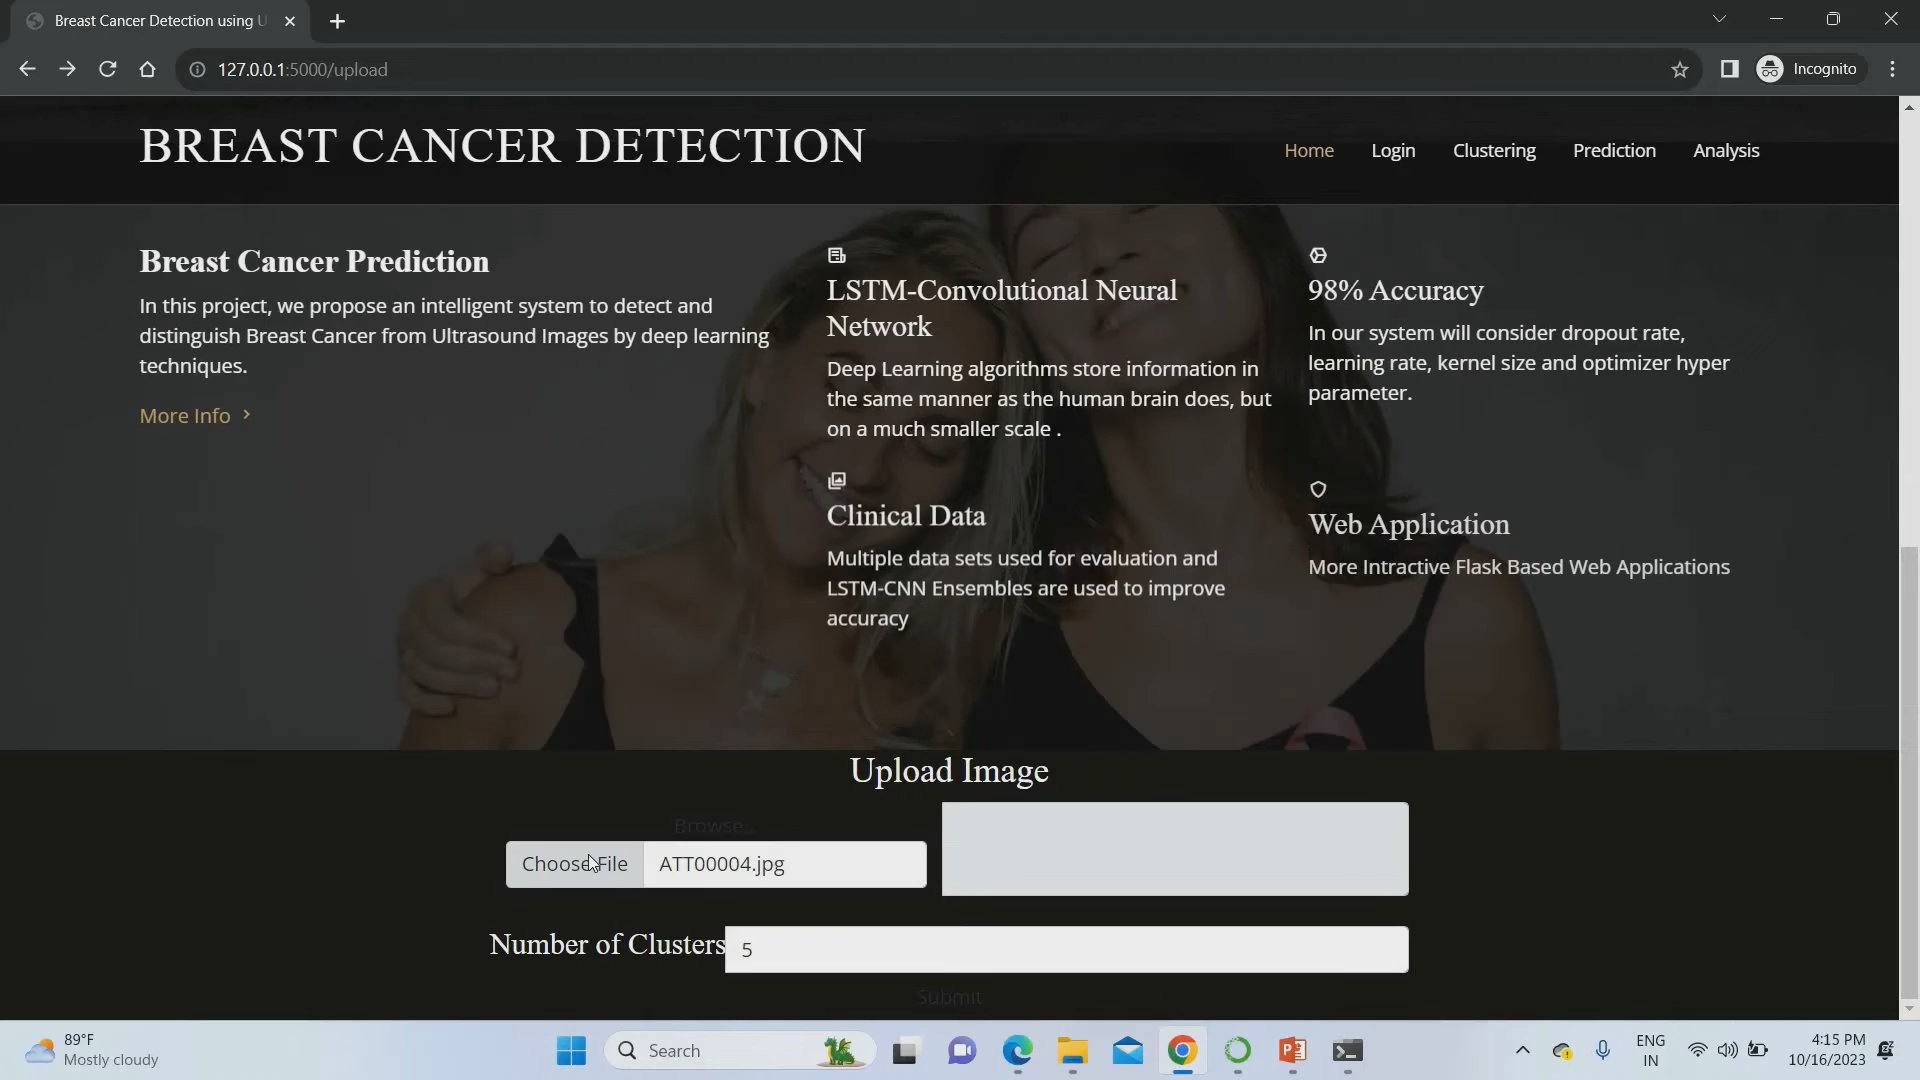 Breast Cancer Detection using U
127.0.0.1:5000/upload
Incognito
BREAST CANCER DETECTION
Home Login Clustering Prediction Analysis
Breast Cancer Prediction
In this project, we propose an intelligent system to detect and
distinguish Breast Cancer from Ultrasound Images by deep learning
techniques.
More Info
LSTM-Convolutional Neural
Network
Deep Learning algorithms store information in
the same manner as the human brain does, but
on a much smaller scale .
98% Accuracy
In our system will consider dropout rate,
learning rate, kernel size and optimizer hyper
parameter.
Clinical Data
Multiple data sets used for evaluation and
LSTM-CNN Ensembles are used to improve
accuracy
Web Application
More Intractive Flask Based Web Applications
Upload Image
Browse...
Choose File ATT00004.jpg
Number of Clusters 5
Submit
89°F
Mostly cloudy
Search
ENG
IN
4:15 PM
10/16/2023